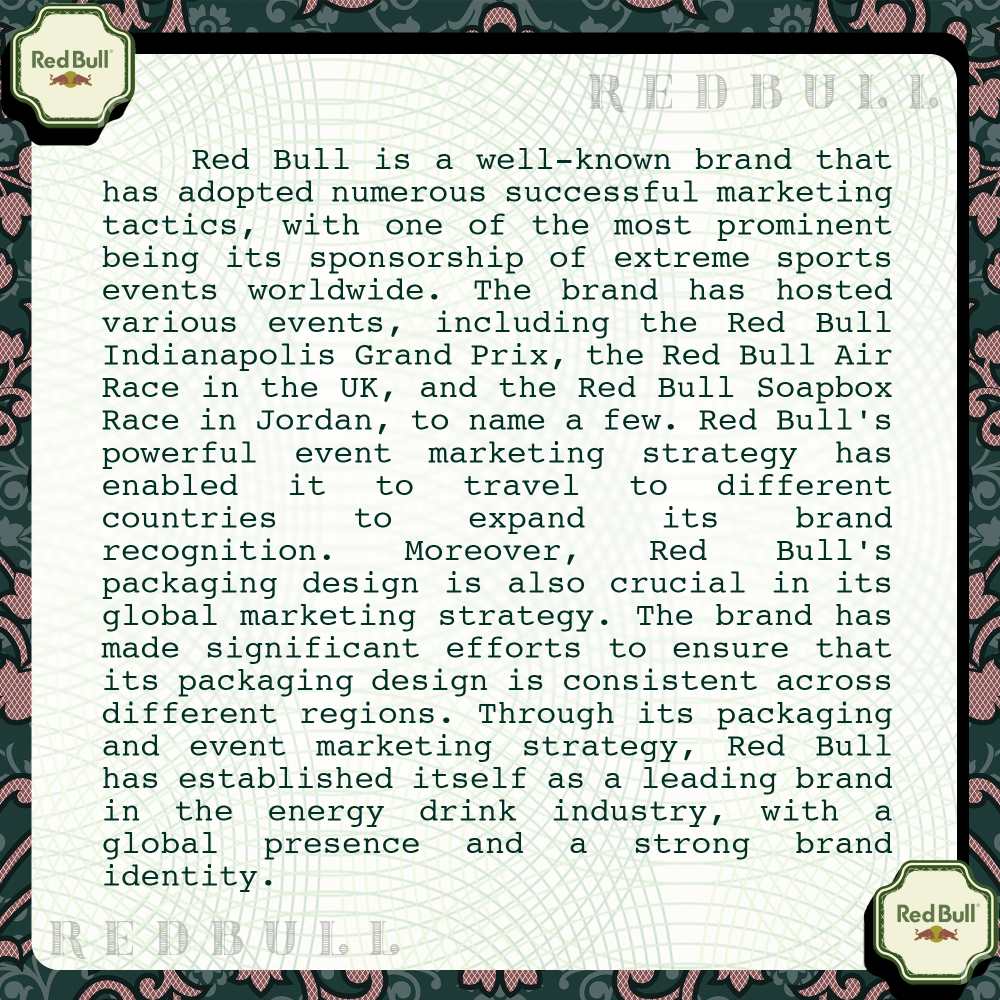 Red Bull
REDBULL
Red Bull is a well-known brand that
has adopted numerous successful marketing
tactics, with one of the most prominent
being its sponsorship of extreme sports
events worldwide. The brand has hosted
various events, including the Red Bull
Indianapolis Grand Prix, the Red Bull Air
Race in the UK, and the Red Bull Soapbox
Race in Jordan, to name a few. Red Bull's
powerful event marketing strategy has
enabled it to travel to different
countries to expand its brand
recognition. Moreover, Red Bull's
packaging design is also crucial in its
global marketing strategy. The brand has
made significant efforts to ensure that
its packaging design is consistent across
different regions. Through its packaging
and event marketing strategy, Red Bull
has established itself as a leading brand
in the energy drink industry, with a
global presence and a strong brand
identity.
Red Bull
REDBULL